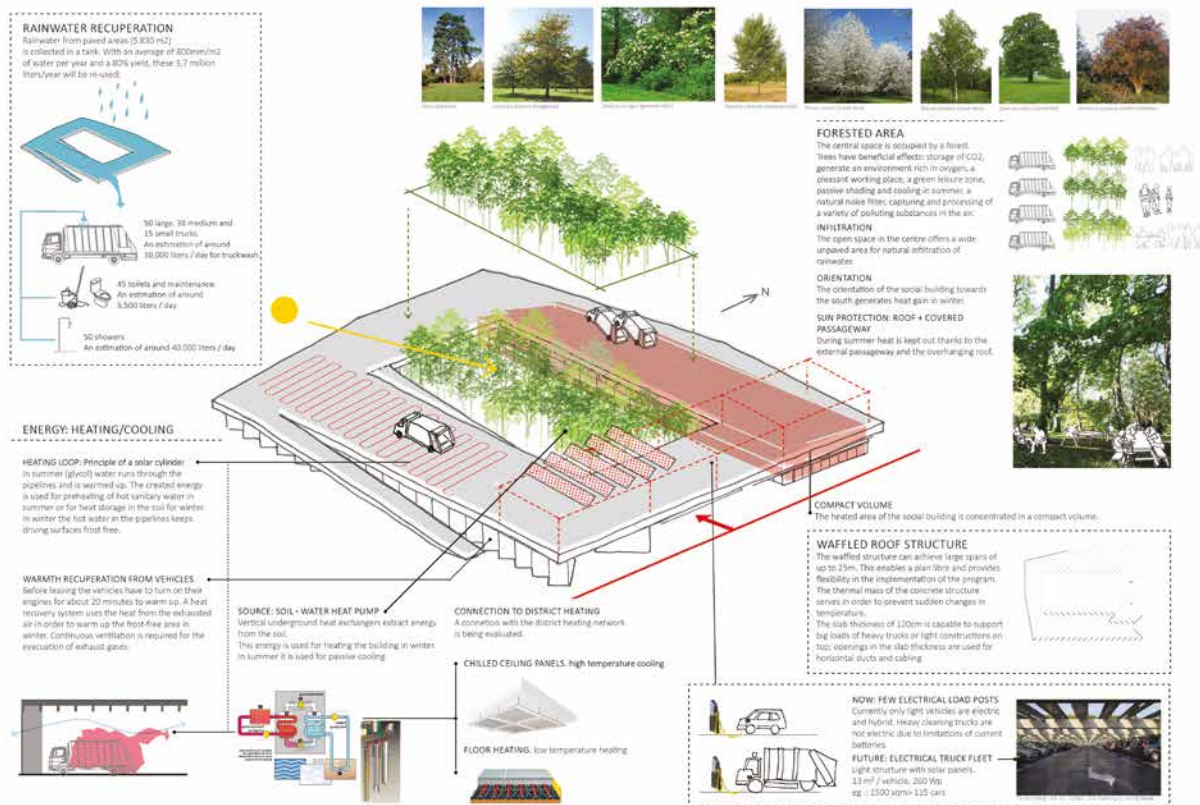 RAINWATER RECUPERATION
Rainwater from paved areas (5.830 m2)
is collected in a tank. With an average of 800mm/m2
of water per year and a 80% yield, these 3,7 million
liters/year will be re-used:
50 large, 38 medium and
15 small trucks.
An estimation of around
10.000 liters / day for truckwash
45 toilets and maintenance.
An estimation of around
5.500 liters / day
50 showers
An estimation of around 40.000 liters / day
FORESTED AREA
The central space is occupied by a forest.
Trees have beneficial effects: storage of CO2,
generate an environment rich in oxygen, a
pleasant working place, a green leisure zone,
passive shading and cooling in summer, a
natural noise filter, capturing and processing of
a variety of polluting substances in the air.
INFILTRATION
The open space in the centre offers a wide
unpaved area for natural infiltration of
rainwater.
ORIENTATION
The orientation of the social building towards
the south generates heat gain in winter.
SUN PROTECTION: ROOF + COVERED
PASSAGEWAY
During summer heat is kept out thanks to the
external passageway and the overhanging roof.
N
ENERGY: HEATING/COOLING
HEATING LOOP: Principle of a solar cylinder
In summer (glycol) water runs through the
pipelines and is warmed up. The created energy
is used for preheating of hot sanitary water in
summer or for heat storage in the soil for winter.
In winter the hot water in the pipelines keeps
driving surfaces frost free.
WARMTH RECUPERATION FROM VEHICLES
Before leaving the vehicles have to turn on their
engines for about 20 minutes to warm up. A heat
recovery system uses the heat from the exhausted
air in order to warm up the frost-free area in
winter. Continuous ventilation is required for the
evacuation of exhaust gases.
SOURCE: SOIL - WATER HEAT PUMP
Vertical underground heat exchangers extract energy
from the soil.
This energy is used for heating the building in winter.
In summer it is used for passive cooling
CONNECTION TO DISTRICT HEATING
A connection with the district heating network
is being evaluated.
CHILLED CEILING PANELS. high temperature cooling
FLOOR HEATING. low temperature heating
COMPACT VOLUME
The heated area of the social building is concentrated in a compact volume.
WAFFLED ROOF STRUCTURE
The waffled structure can achieve large spans of
up to 25m. This enables a plan libre and provides
flexibility in the implementation of the program.
The thermal mass of the concrete structure
serves in order to prevent sudden changes in
temperature.
The slab thickness of 120cm is capable to support
big loads of heavy trucks or light constructions on
top; openings in the slab thickness are used for
horizontal ducts and cabling
NOW: FEW ELECTRICAL LOAD POSTS
Currently only light vehicles are electric
and hybrid. Heavy cleaning trucks are
not electric due to limitations of current
batteries
FUTURE: ELECTRICAL TRUCK FLEET
Light structure with solar panels.
13 m² / vehicle, 260 Wp
eg.: 1500 sqm> 115 cars